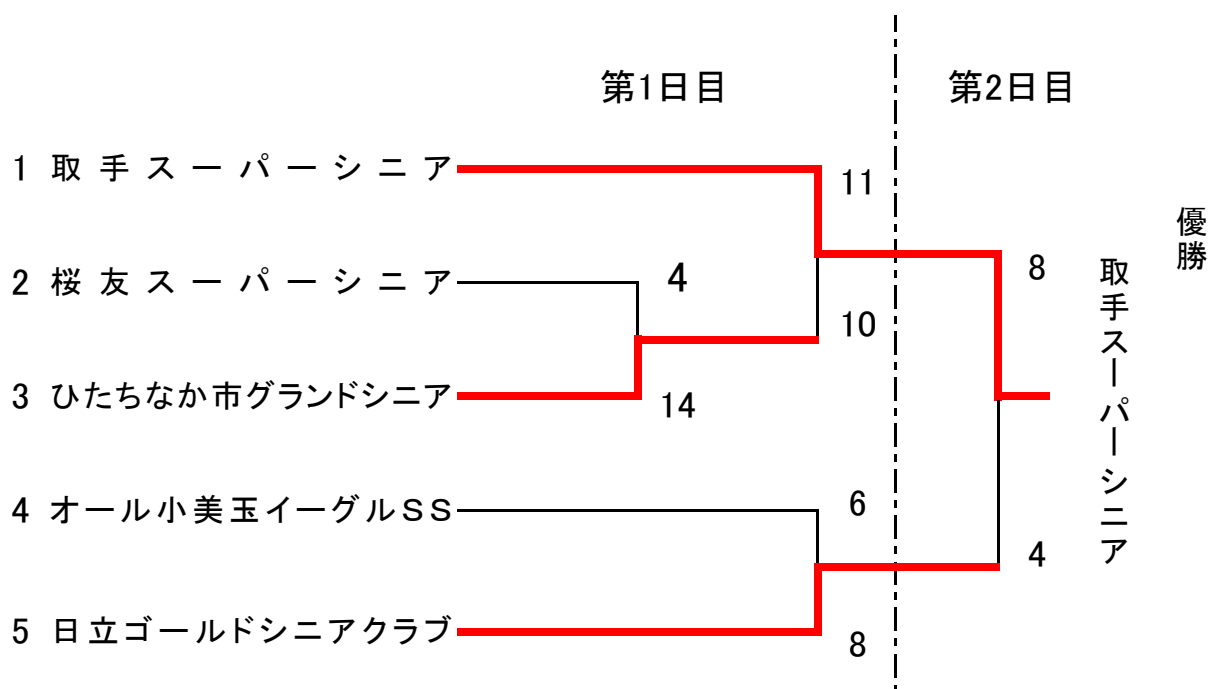 第1日目
第2日目
1 取手スーパーシニア
11
優勝
2 桜友スーパーシニア
4
8
取手スーパーシニア
10
3 ひたちなか市グランドシニア
14
4 オール小美玉イーグルSS
6
4
5 日立ゴールドシニアクラブ
8